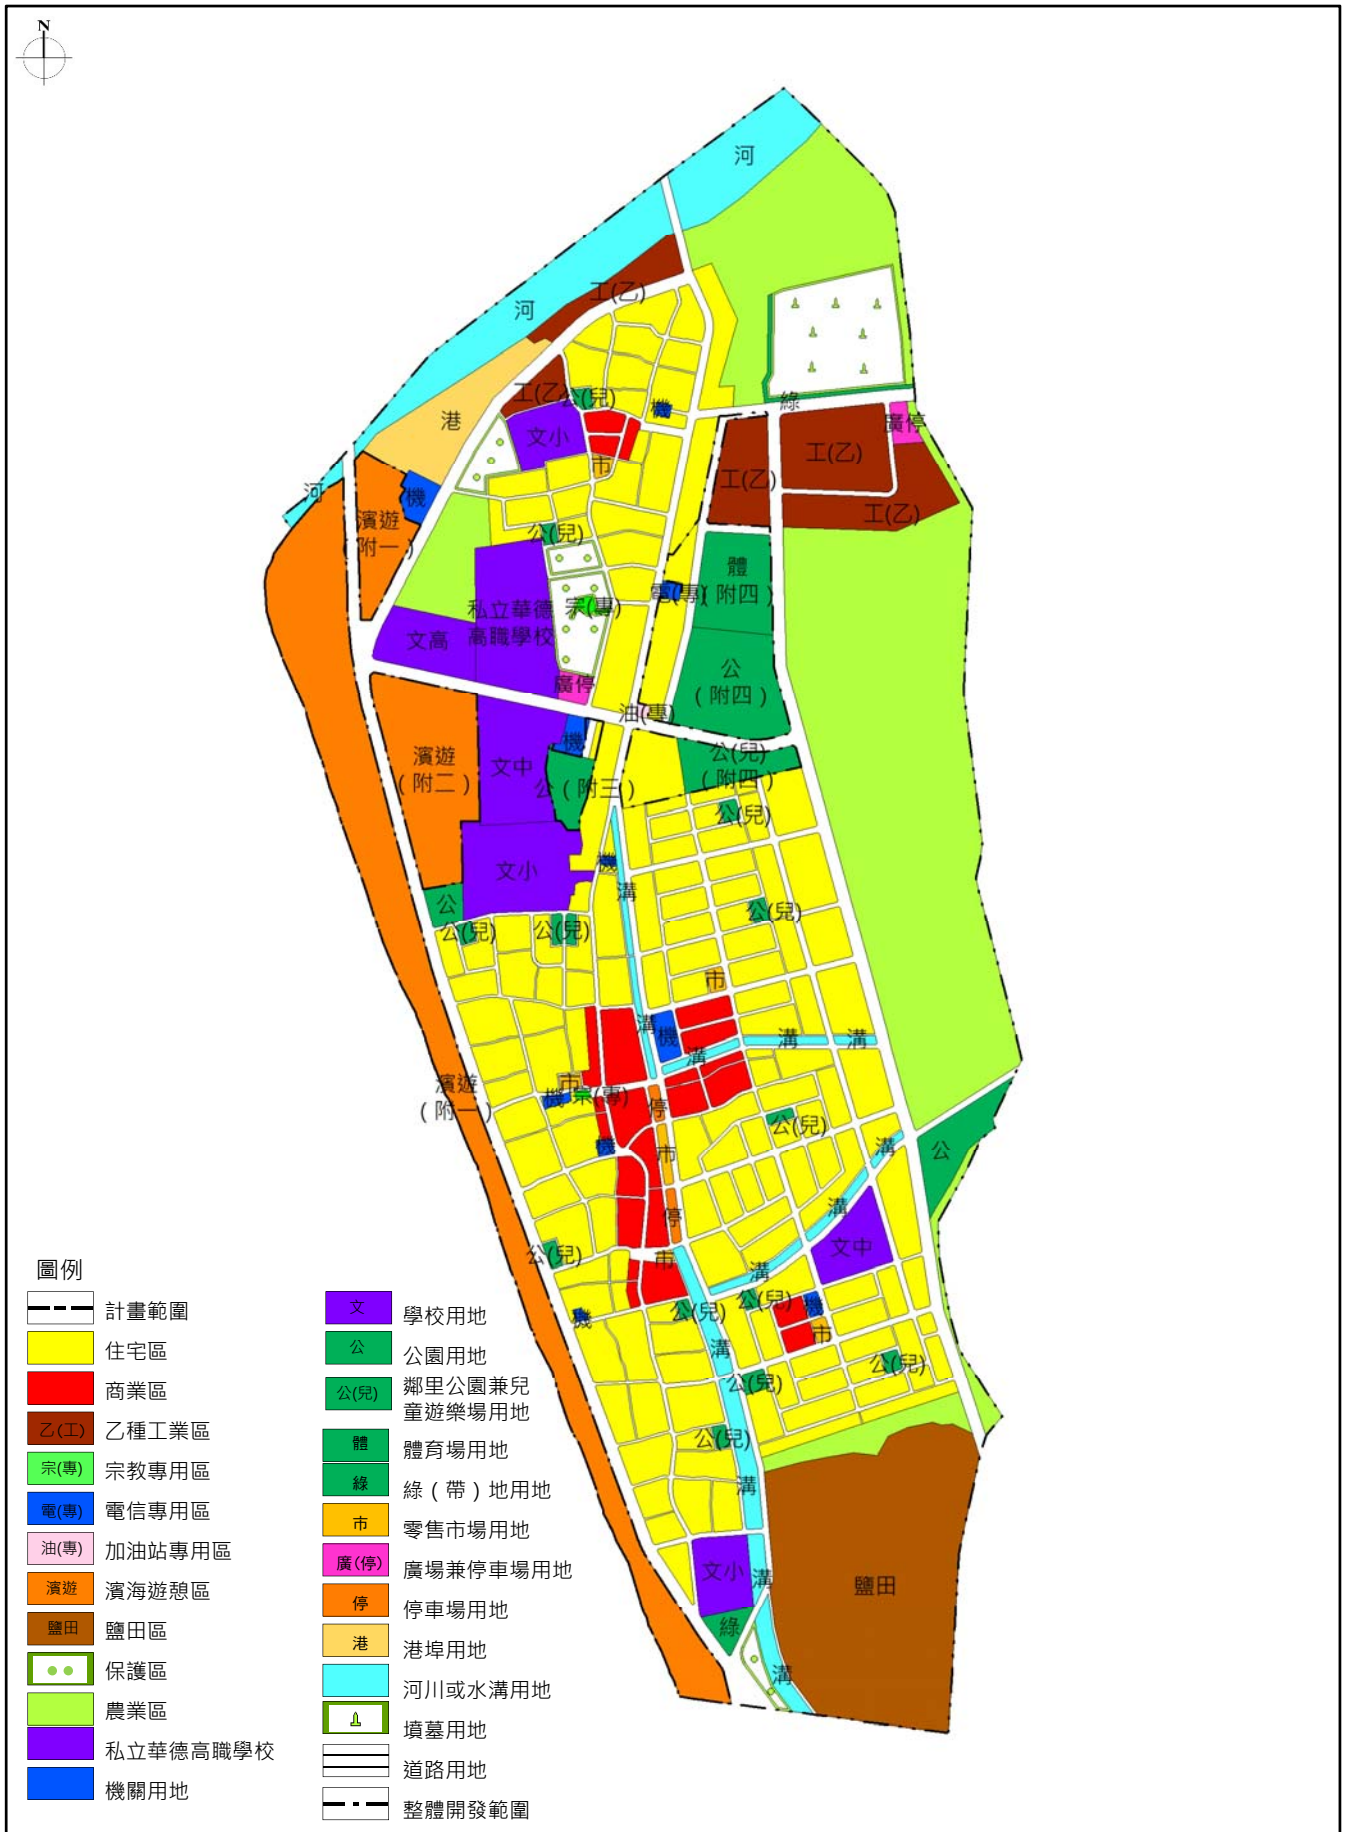 N
河
河
工(乙)
工(乙)
公(兒)
機
綠
廣停
港
文小
市
工(乙)
工(乙)
工(乙)
河
機
濱遊
(附一)
公(兒)
體
(附四)
電(專)
宗(專)
私立華德
高職學校
文高
公
(附四)
廣停
油(專)
機
公(兒)
(附四)
濱遊
(附二)
文中
公(附三)
公(兒)
機
文小
溝
公
公(兒)
公(兒)
公(兒)
市
溝
機
溝
溝
溝
濱遊
(附一)
市
機
宗(專)
停
公(兒)
機
市
溝
公
溝
停
文中
公(兒)
市
溝
公(兒)
公(兒)
機
機
市
溝
公(兒)
公(兒)
公(兒)
溝
文小
溝
鹽田
綠
溝
圖例
計畫範圍
住宅區
商業區
乙(工) 乙種工業區
宗(專) 宗教專用區
電(專) 電信專用區
油(專) 加油站專用區
濱遊 濱海遊憩區
鹽田 鹽田區
保護區
農業區
私立華德高職學校
機關用地
文 學校用地
公 公園用地
公(兒) 鄰里公園兼兒
童遊樂場用地
體 體育場用地
綠 綠(帶)地用地
市 零售市場用地
廣(停) 廣場兼停車場用地
停 停車場用地
港 港埠用地
河川或水溝用地
墳墓用地
道路用地
整體開發範圍